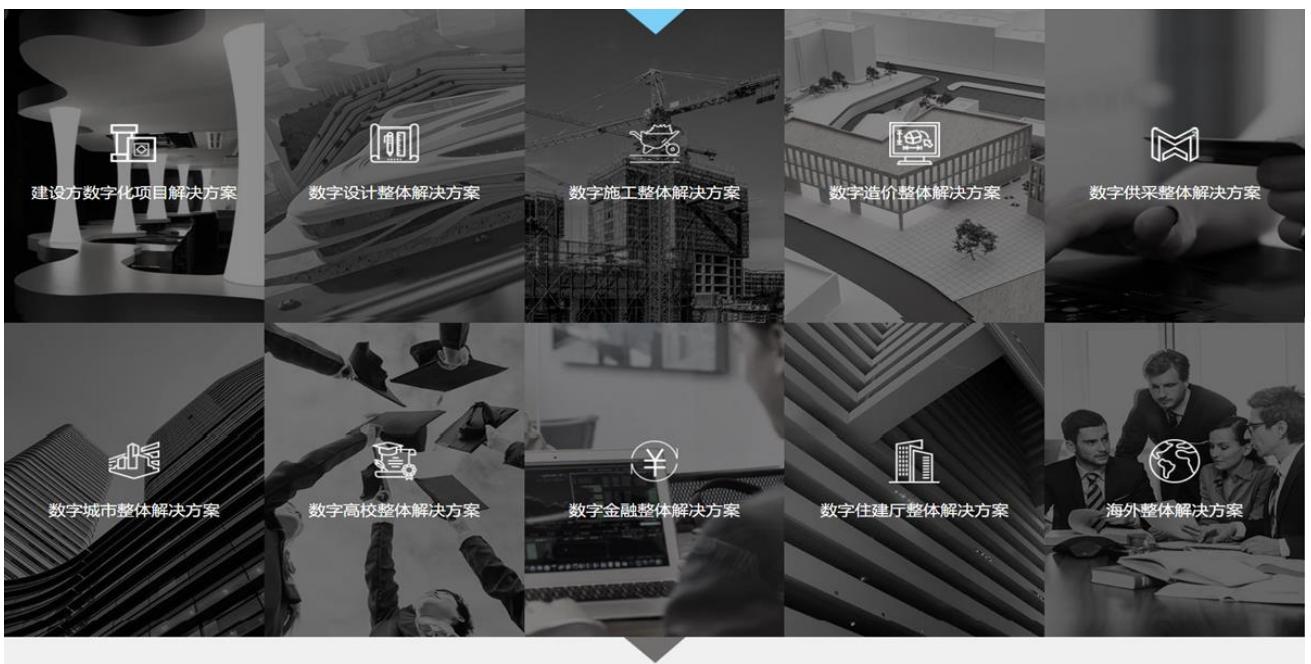 建设方数字化项目解决方案
数字设计整体解决方案
数字施工整体解决方案
数字造价整体解决方案
数字供采整体解决方案
数字城市整体解决方案
数字高校整体解决方案
数字金融整体解决方案
数字住建厅整体解决方案
海外整体解决方案